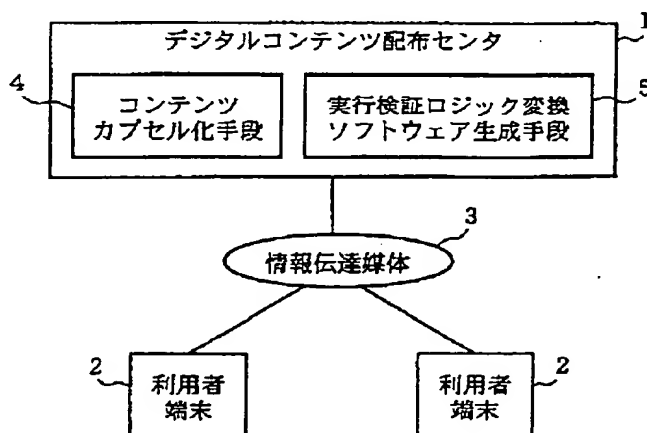 デジタルコンテンツ配布センタ
1
4
コンテンツ
カプセル化手段
実行検証ロジック変換
ソフトウェア生成手段
5
3
情報伝達媒体
2
利用者
端末
利用者
端末
2